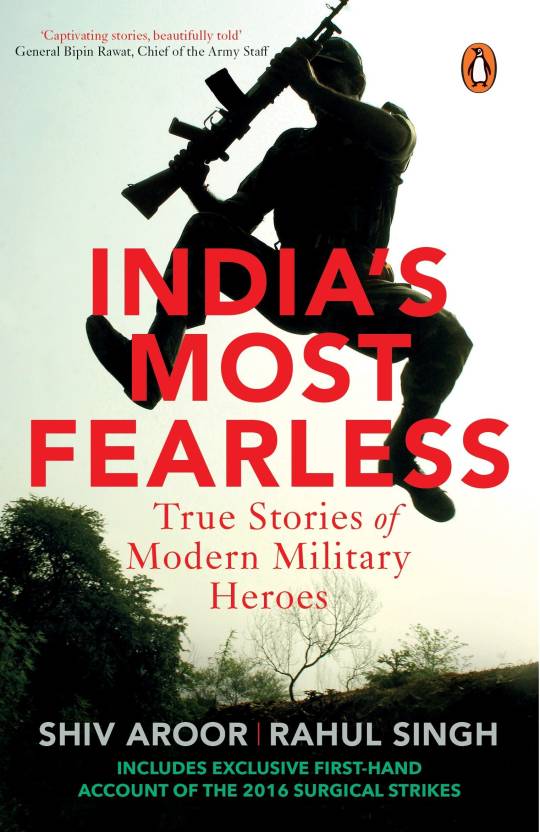 ‘Captivating stories, beautifully told’
General Bipin Rawat, Chief of the Army Staff
INDIA’S
MOST
FEARLESS
True Stories of
Modern Military
Heroes
SHIV AROOR | RAHUL SINGH
INCLUDES EXCLUSIVE FIRST-HAND
ACCOUNT OF THE 2016 SURGICAL STRIKES